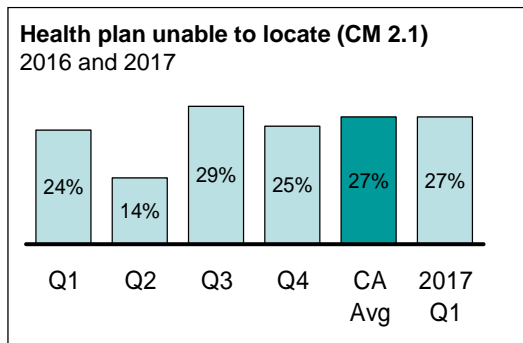 Health plan unable to locate (CM 2.1)
2016 and 2017
24%
14%
29%
25%
27%
27%
Q1
Q2
Q3
Q4
CA
Avg
2017
Q1